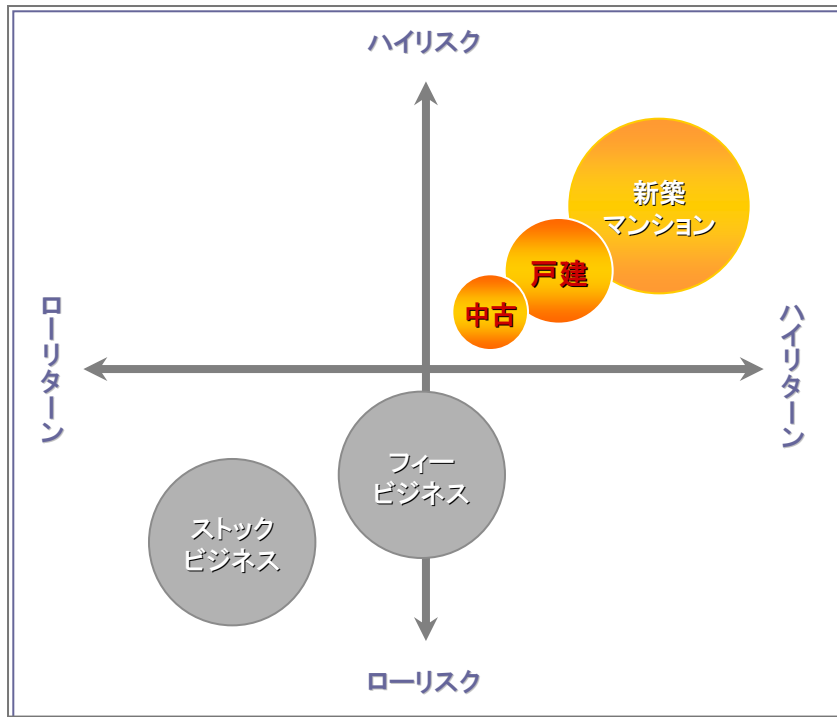 ハイリスク
新築
マンション
戸建
中古
ローリターン
ハイリターン
フィー
ビジネス
ストック
ビジネス
ローリスク